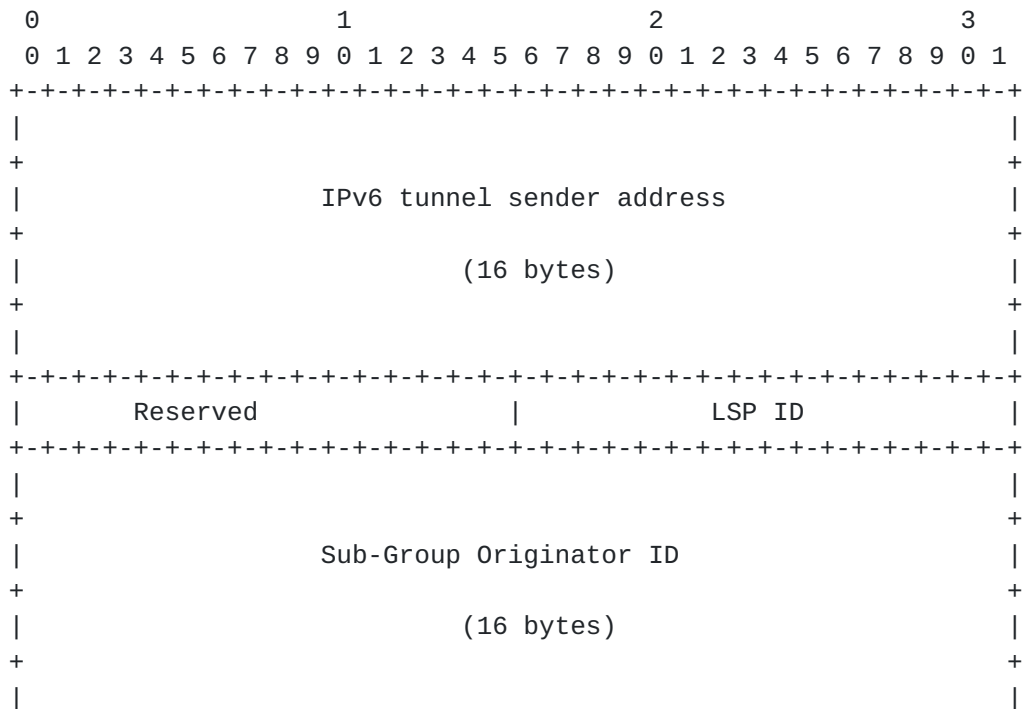 0                   1                   2                   3
 0 1 2 3 4 5 6 7 8 9 0 1 2 3 4 5 6 7 8 9 0 1 2 3 4 5 6 7 8 9 0 1
+-+-+-+-+-+-+-+-+-+-+-+-+-+-+-+-+-+-+-+-+-+-+-+-+-+-+-+-+-+-+-+-+
|                                                               |
+                                                               +
|                   IPv6 tunnel sender address                  |
+                                                               +
|                            (16 bytes)                         |
+                                                               +
|                                                               |
+-+-+-+-+-+-+-+-+-+-+-+-+-+-+-+-+-+-+-+-+-+-+-+-+-+-+-+-+-+-+-+-+
|       Reserved                |            LSP ID             |
+-+-+-+-+-+-+-+-+-+-+-+-+-+-+-+-+-+-+-+-+-+-+-+-+-+-+-+-+-+-+-+-+
|                                                               |
+                                                               +
|                   Sub-Group Originator ID                     |
+                                                               +
|                            (16 bytes)                         |
+                                                               +
|                                                               |